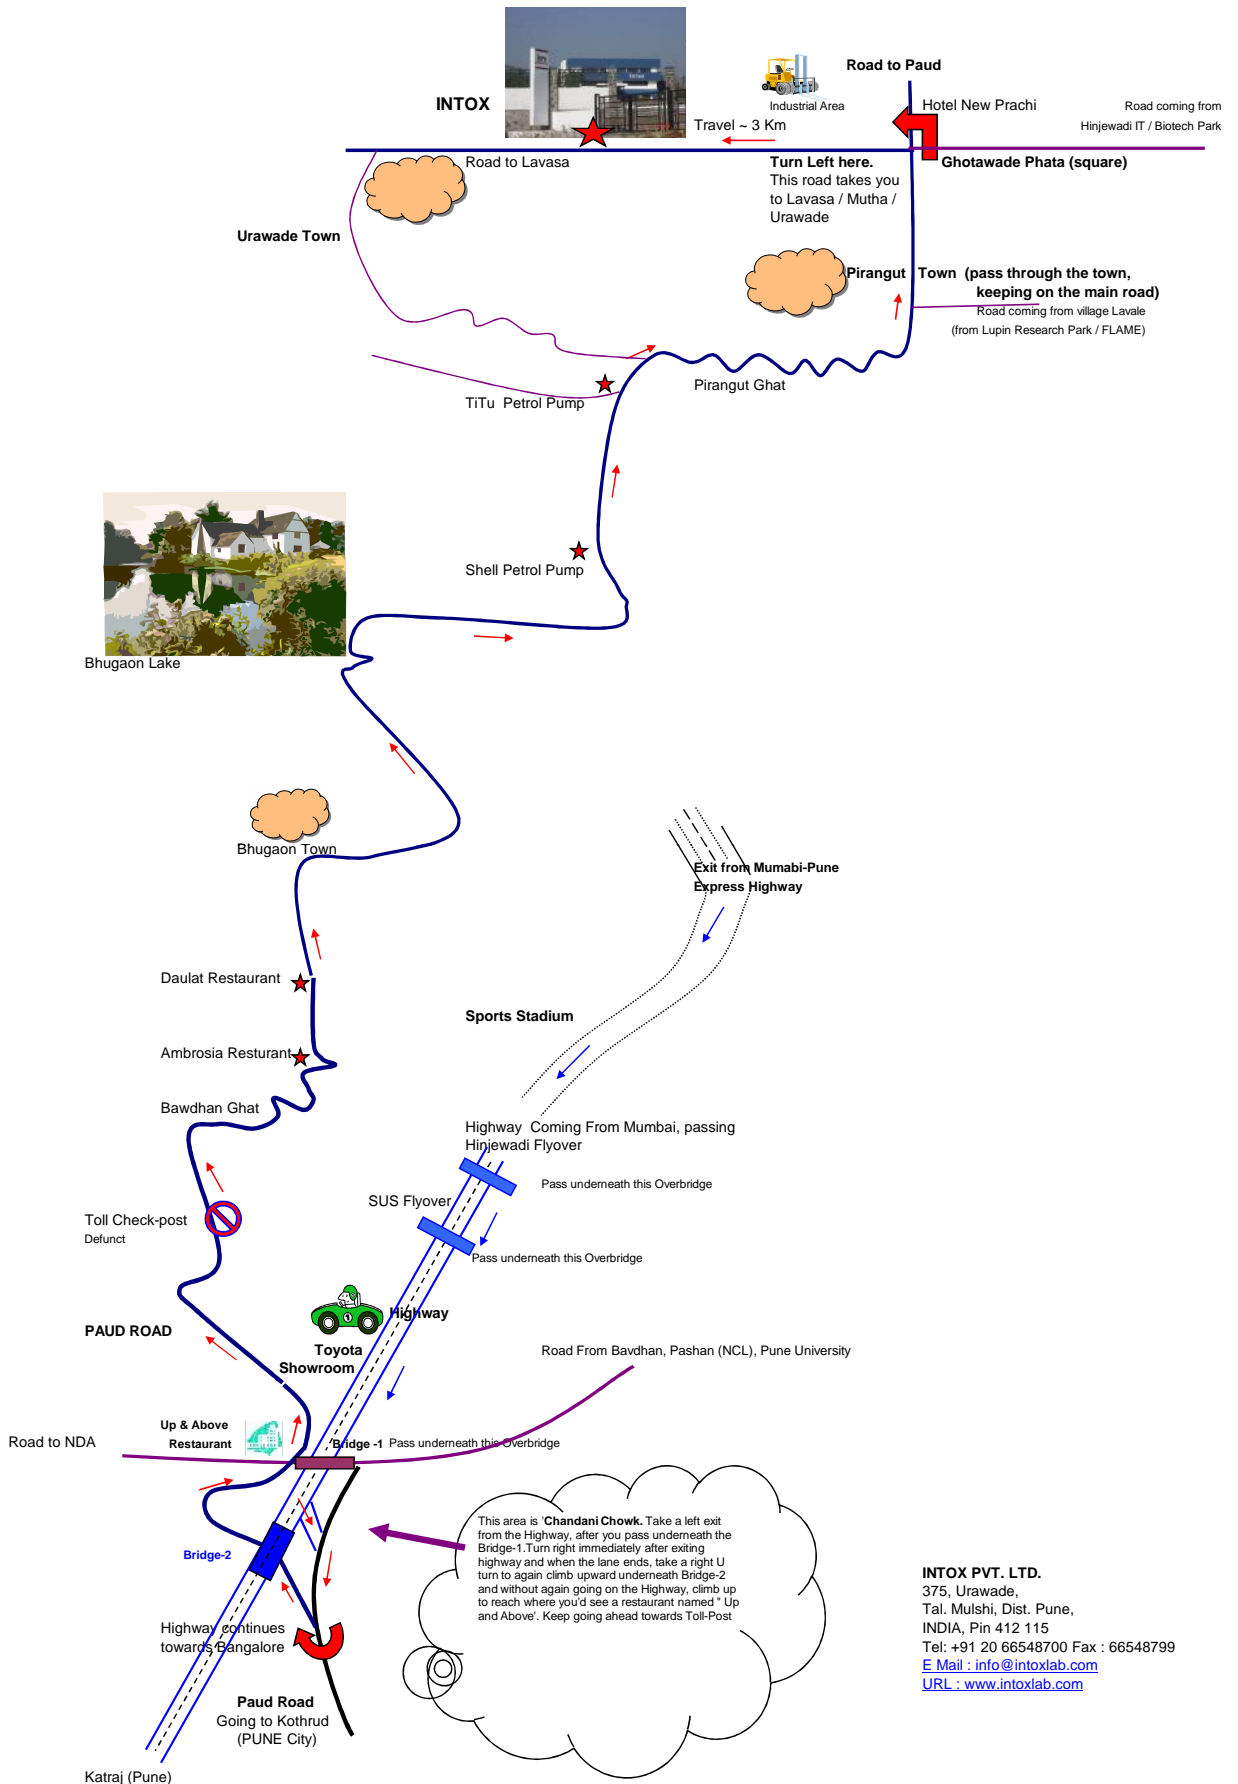 Road to Paud
INTOX
Industrial Area
Hotel New Prachi
Road coming from
Hinjewadi IT / Biotech Park
Travel ~ 3 Km
Road to Lavasa
Turn Left here.
This road takes you
to Lavasa / Mutha /
Urawade
Ghotawade Phata (square)
Urawade Town
Pirangut Town (pass through the town,
keeping on the main road)
Road coming from village Lavale
(from Lupin Research Park / FLAME)
Pirangut Ghat
TiTu Petrol Pump
Shell Petrol Pump
Bhugaon Lake
Bhugaon Town
Exit from Mumabi-Pune
Express Highway
Daulat Restaurant
Sports Stadium
Ambrosia Resturant
Bawdhan Ghat
Highway Coming From Mumbai, passing
Hinjewadi Flyover
Pass underneath this Overbridge
SUS Flyover
Toll Check-post
Defunct
Pass underneath this Overbridge
Highway
PAUD ROAD
Toyota
Showroom
1
Road From Bavdhan, Pashan (NCL), Pune University
Up & Above
Restaurant
Road to NDA
Bridge -1 Pass underneath this Overbridge
This area is 'Chandani Chowk. Take a left exit
from the Highway, after you pass underneath the
Bridge-1.Turn right immediately after exiting
highway and when the lane ends, take a right U
turn to again climb upward underneath Bridge-2
and without again going on the Highway, climb up
to reach where you'd see a restaurant named " Up
and Above'. Keep going ahead towards Toll-Post
Bridge-2
Highway continues
towards Bangalore
INTOX PVT. LTD.
375, Urawade,
Tal. Mulshi, Dist. Pune,
INDIA, Pin 412 115
Tel: +91 20 66548700 Fax : 66548799
E Mail : info@intoxlab.com
URL : www.intoxlab.com
Paud Road
Going to Kothrud
(PUNE City)
Katraj (Pune)